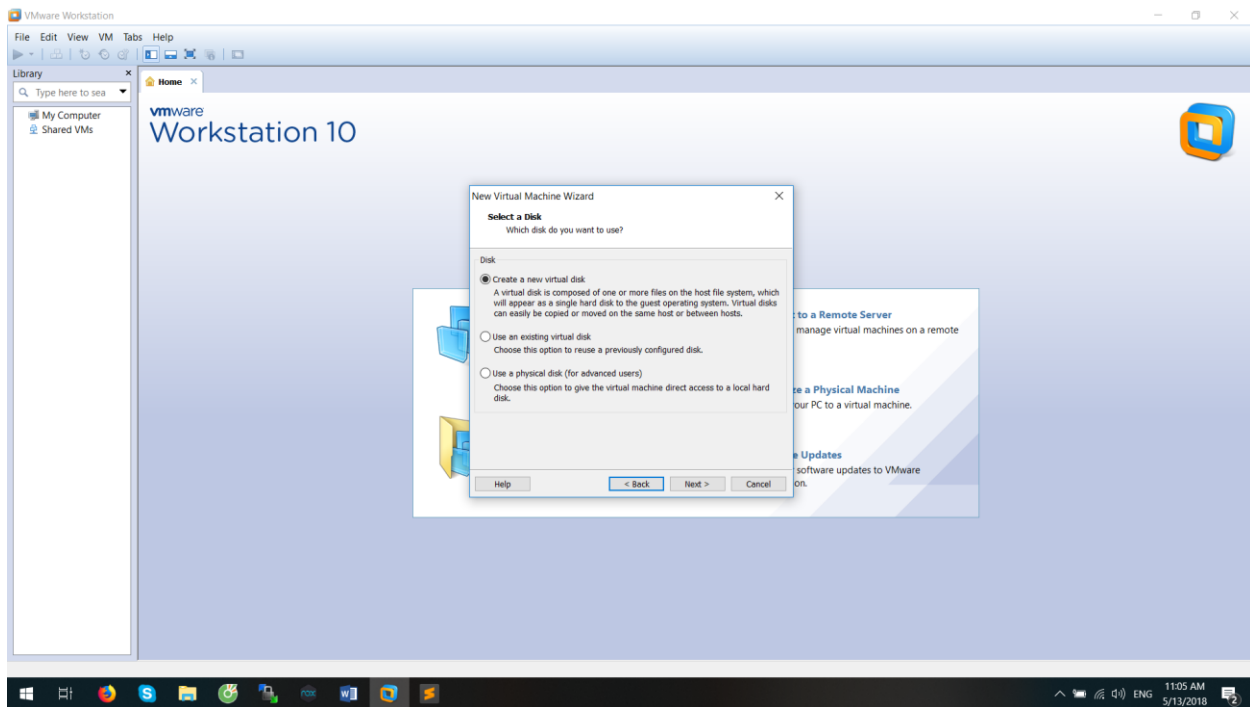 VMware Workstation
File Edit View VM Tabs Help
Library
Type here to sea
My Computer
Shared VMs
Home
vmware
Workstation 10
New Virtual Machine Wizard
Select a Disk
Which disk do you want to use?
Disk
Create a new virtual disk
A virtual disk is composed of one or more files on the host file system, which
will appear as a single hard disk to the guest operating system. Virtual disks
can easily be copied or moved on the same host or between hosts.
Use an existing virtual disk
Choose this option to reuse a previously configured disk.
Use a physical disk (for advanced users)
Choose this option to give the virtual machine direct access to a local hard
disk.
Help < Back Next > Cancel
to a Remote Server
manage virtual machines on a remote
e a Physical Machine
our PC to a virtual machine.
e Updates
software updates to VMware
on.
nox
ENG
11:05 AM
5/13/2018
2